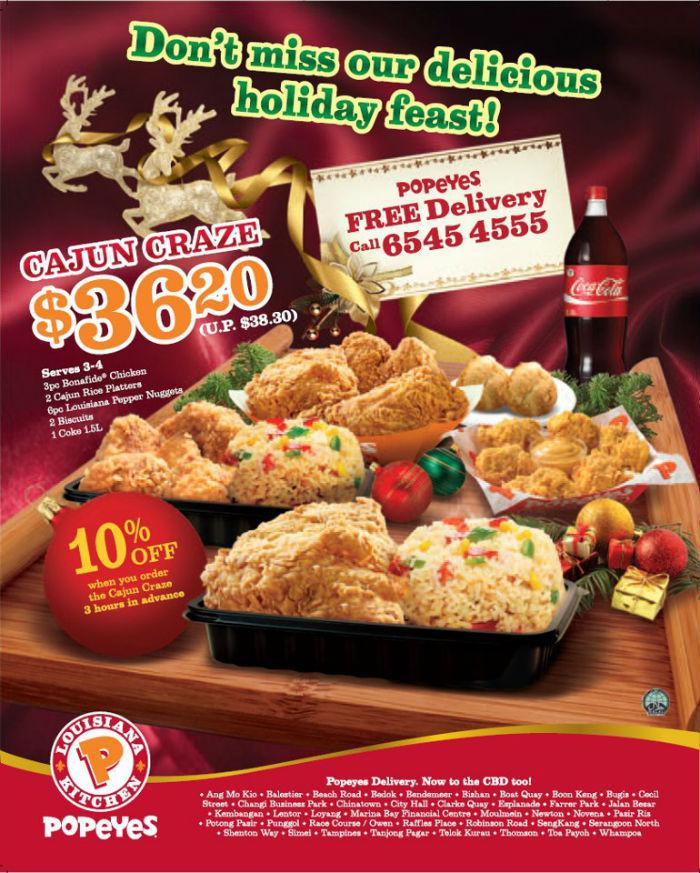 Don't miss our delicious
holiday feast!
POPEYES
FREE Delivery
Call 6545 4555
CAJUN CRAZE
$36 20
(U.P. $38.30)
Serves 3-4
3pc Bonafide® Chicken
2 Cajun Rice Platters
6pc Louisiana Pepper Nuggets
2 Biscuits
1 Coke 1.5L
Coca-Cola
10% OFF
when you order
the Cajun Craze
3 hours in advance
LOUISIANA
P
KITCHEN
POPEYES
Popeyes Delivery. Now to the CBD too!
• Ang Mo Kio • Balestier • Beach Road • Bedok • Bendemeer • Bishan • Boat Quay • Boon Keng • Bugis • Cecil
Street • Changi Business Park • Chinatown • City Hall • Clarke Quay • Esplanade • Farrer Park • Jalan Besar
• Kembangan • Lentor • Loyang • Marina Bay Financial Centre • Moulmein • Newton • Novena • Pasir Ris
• Potong Pasir • Punggol • Race Course / Owen • Raffles Place • Robinson Road • SengKang • Serangoon North
• Shenton Way • Simei • Tampines • Tanjong Pagar • Telok Kurau • Thomson • Toa Payoh • Whampoa